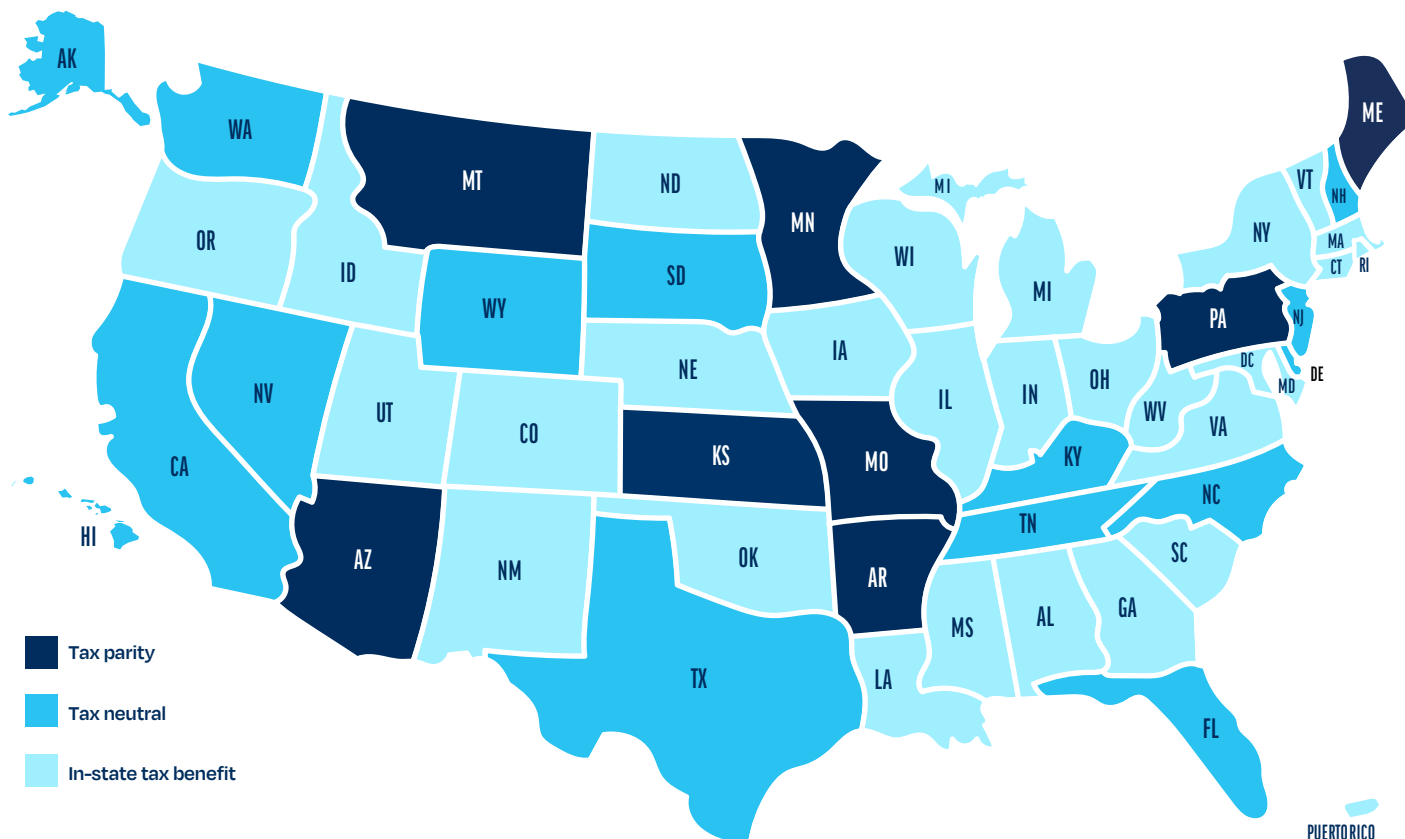 AK
WA
MT
ND
MN
MI
ME
VT
NH
OR
ID
WY
SD
WI
MI
NY
MA
CT
RI
NV
UT
CO
NE
IA
IL
IN
OH
PA
NJ
DC
MD
DE
CA
KS
MO
KY
WV
VA
HI
AZ
NM
OK
AR
TN
NC
SC
MS
AL
GA
TX
LA
FL
PUERTO RICO
Tax parity
Tax neutral
In-state tax benefit